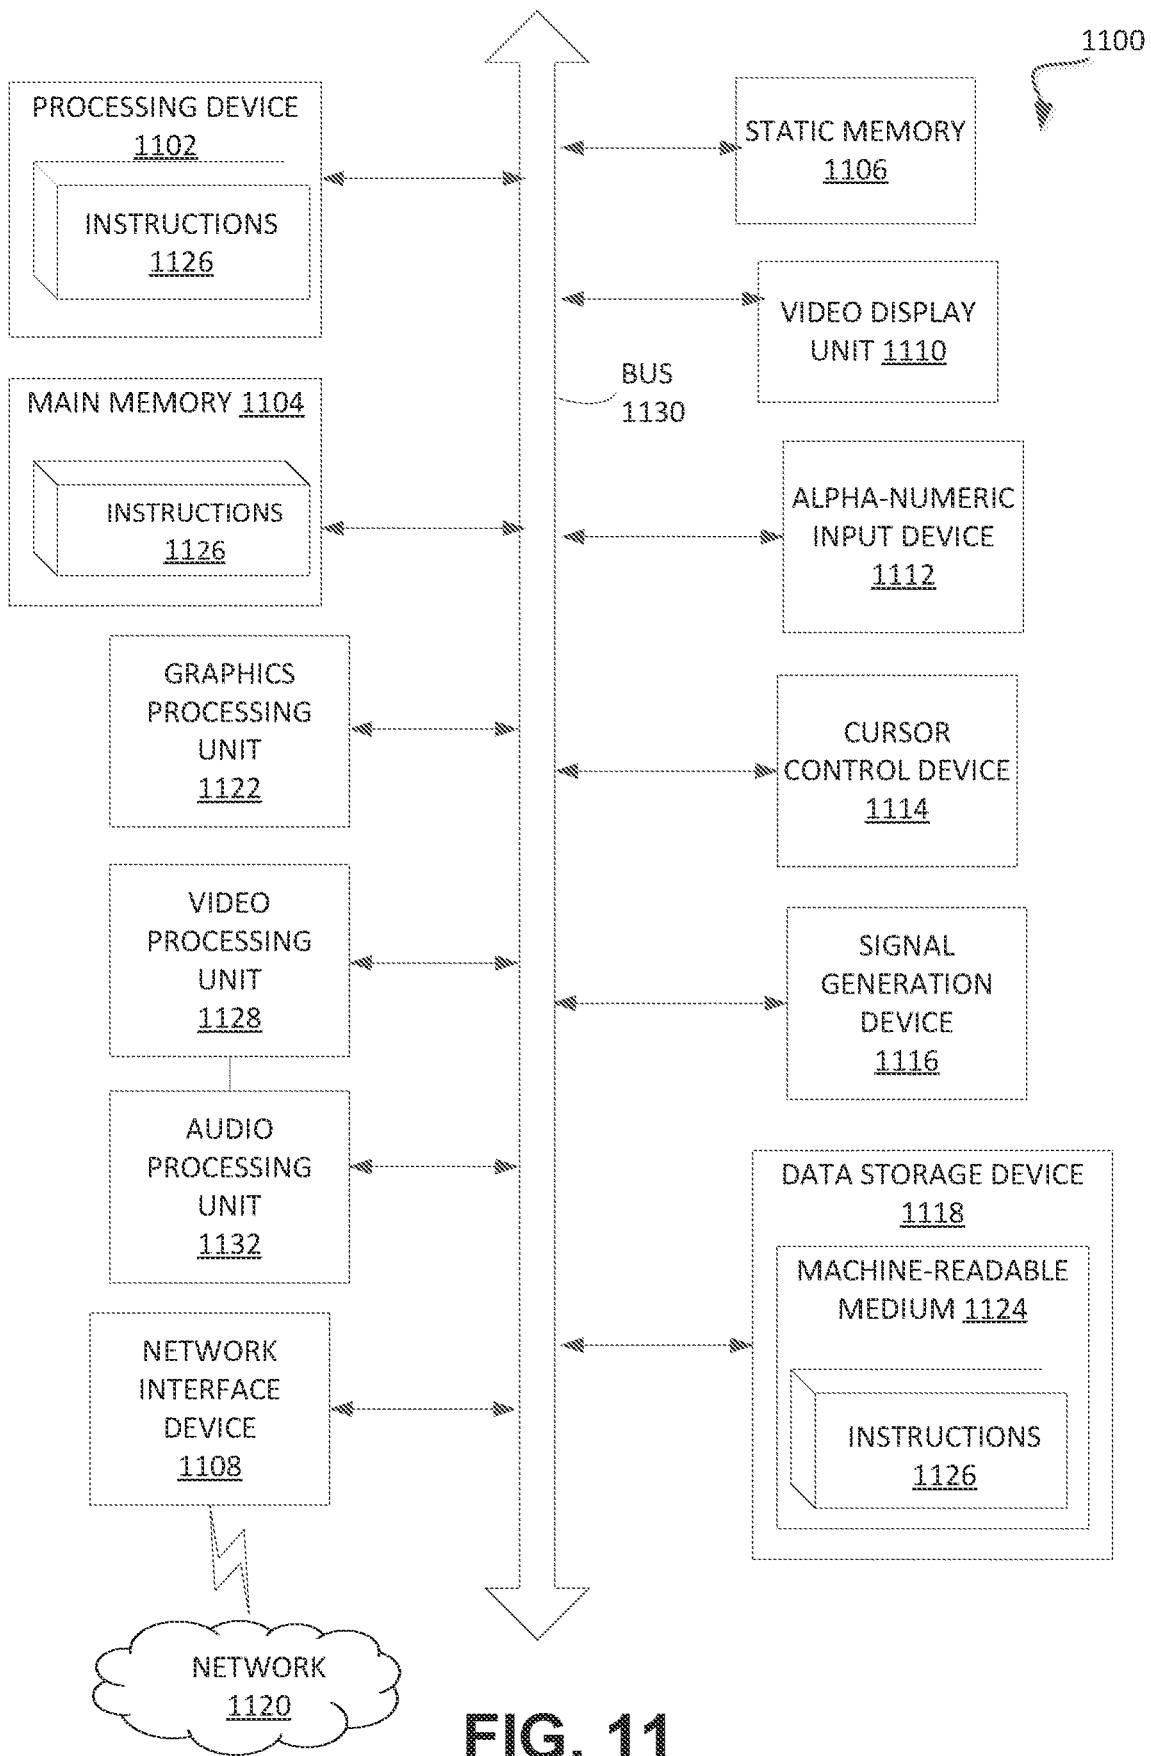 1100
PROCESSING DEVICE
1102
INSTRUCTIONS
1126
MAIN MEMORY 1104
INSTRUCTIONS
1126
GRAPHICS
PROCESSING
UNIT
1122
VIDEO
PROCESSING
UNIT
1128
AUDIO
PROCESSING
UNIT
1132
NETWORK
INTERFACE
DEVICE
1108
NETWORK
1120
BUS
1130
STATIC MEMORY
1106
VIDEO DISPLAY
UNIT 1110
ALPHA-NUMERIC
INPUT DEVICE
1112
CURSOR
CONTROL DEVICE
1114
SIGNAL
GENERATION
DEVICE
1116
DATA STORAGE DEVICE
1118
MACHINE-READABLE
MEDIUM 1124
INSTRUCTIONS
1126
FIG. 11